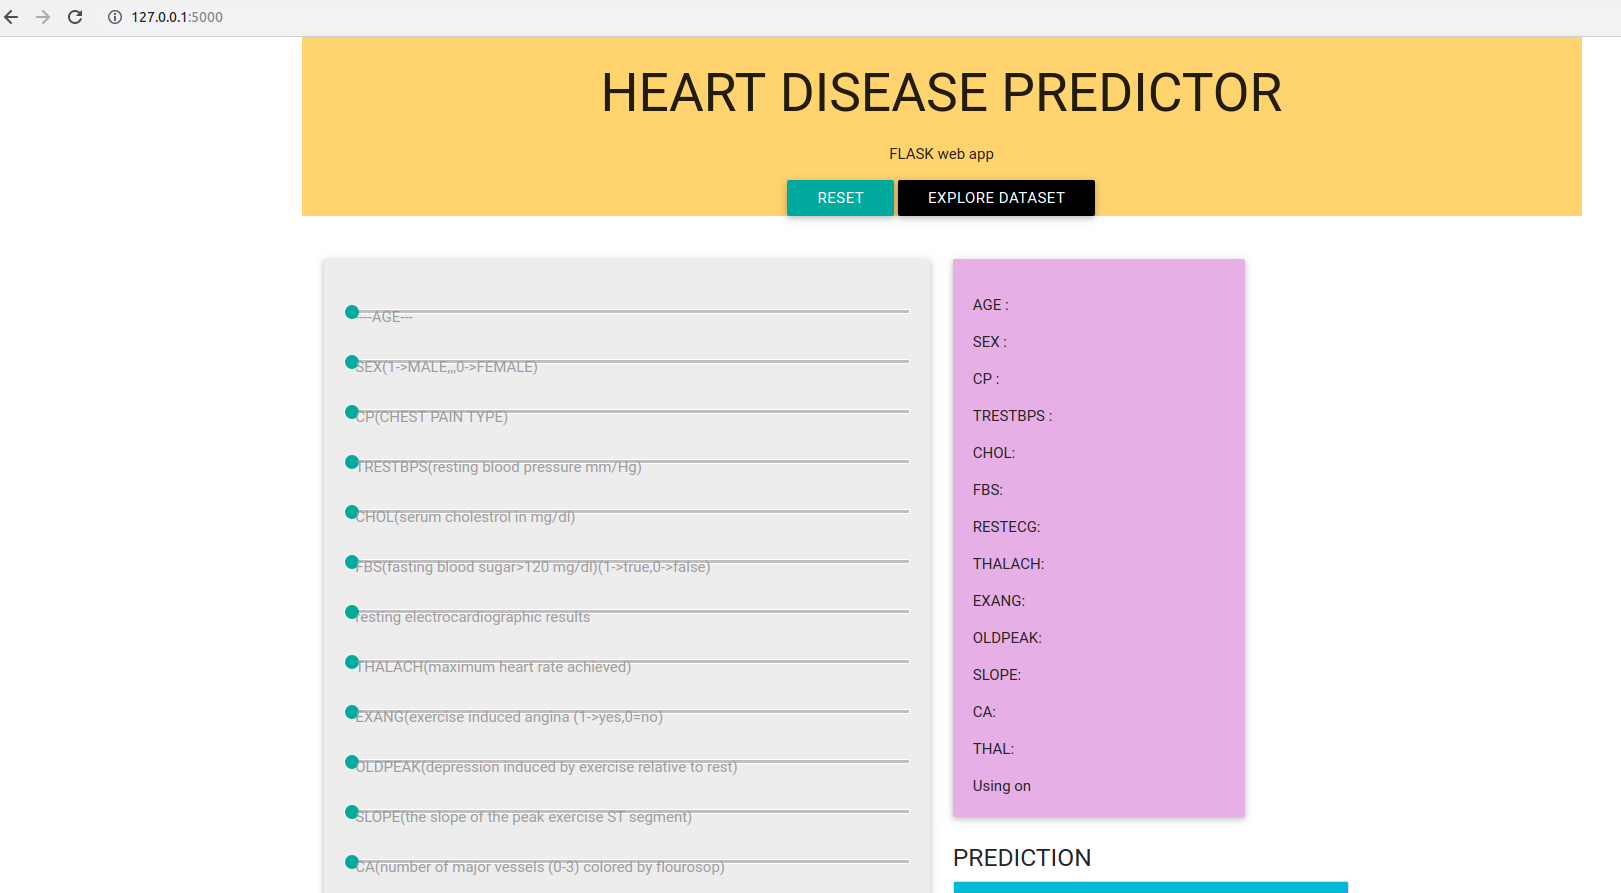 127.0.0.1:5000
HEART DISEASE PREDICTOR
FLASK web app
RESET
EXPLORE DATASET
----AGE---
SEX(1->MALE,,,0->FEMALE)
CP(CHEST PAIN TYPE)
TRESTBPS(resting blood pressure mm/Hg)
CHOL(serum cholestrol in mg/dl)
FBS(fasting blood sugar>120 mg/dl)(1->true,0->false)
resting electrocardiographic results
THALACH(maximum heart rate achieved)
EXANG(exercise induced angina (1->yes,0=no)
OLDPEAK(depression induced by exercise relative to rest)
SLOPE(the slope of the peak exercise ST segment)
CA(number of major vessels (0-3) colored by flourosop)
AGE :
SEX :
CP :
TRESTBPS :
CHOL:
FBS:
RESTECG:
THALACH:
EXANG:
OLDPEAK:
SLOPE:
CA:
THAL:
Using on
PREDICTION